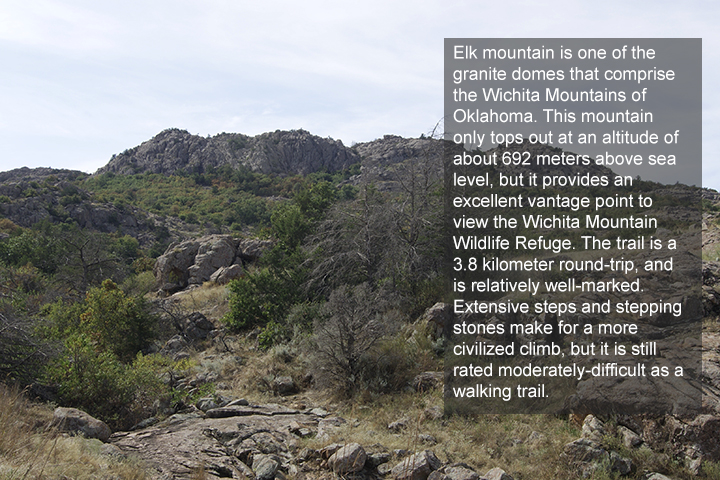 Elk mountain is one of the
granite domes that comprise
the Wichita Mountains of
Oklahoma. This mountain
only tops out at an altitude of
about 692 meters above sea
level, but it provides an
excellent vantage point to
view the Wichita Mountain
Wildlife Refuge. The trail is a
3.8 kilometer round-trip, and
is relatively well-marked.
Extensive steps and stepping
stones make for a more
civilized climb, but it is still
rated moderately-difficult as a
walking trail.